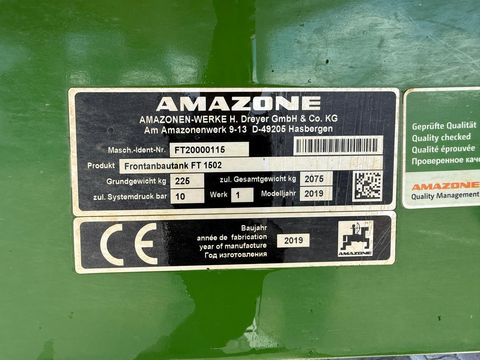 AMAZONE
AMAZONEN-WERKE H. Dreyer GmbH & Co. KG
Am Amazonenwerk 9-13 D-49205 Hasbergen
Masch.-Ident-Nr. FT20000115
Produkt Frontanbautank FT 1502
Grundgewicht kg 225 zul. Gesamtgewicht kg 2075
zul. Systemdruck bar 10 Werk 1 Modelljahr 2019
CE
Baujahr
année de fabrication
year of manufacture
Год изготовления
2019
AMAZONE
Geprüfte Qualität
Quality checked
Qualité contrôlée
Проверенное
AMAZONE
Quality Management